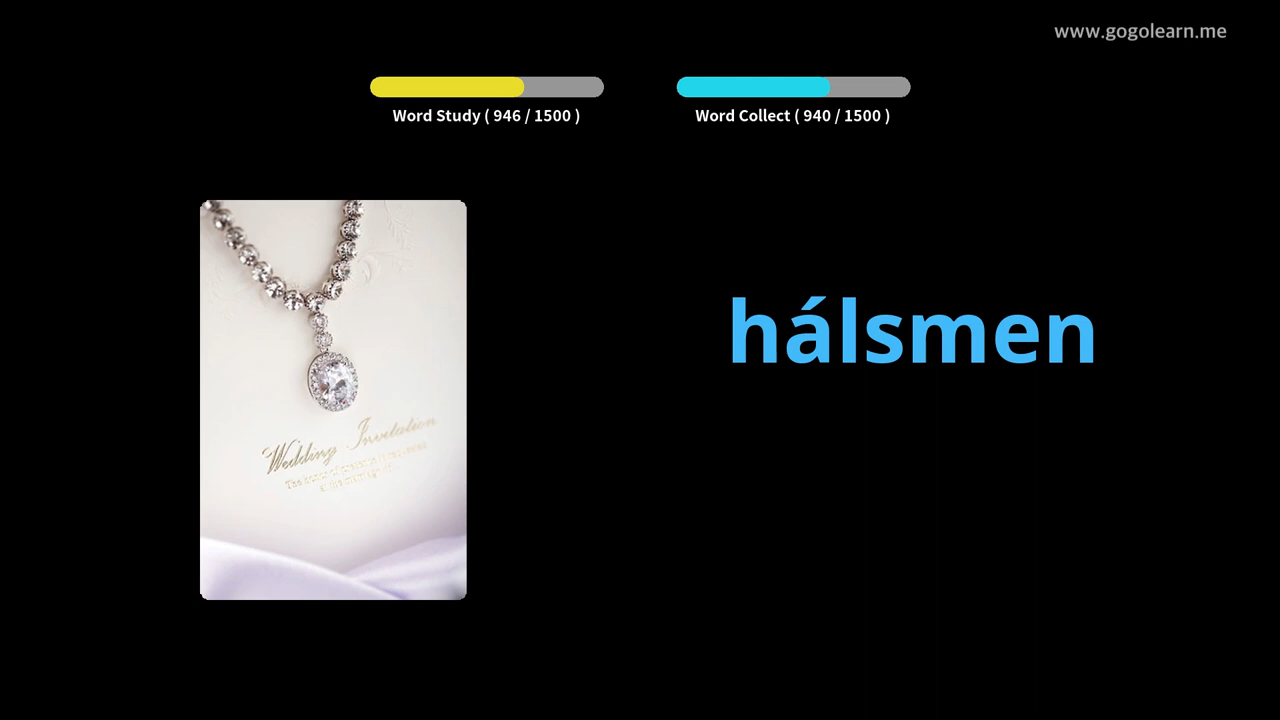 www.gogolearn.me
Word Study ( 946 / 1500 )
Word Collect ( 940 / 1500 )
hálsmen
Wedding Invitation